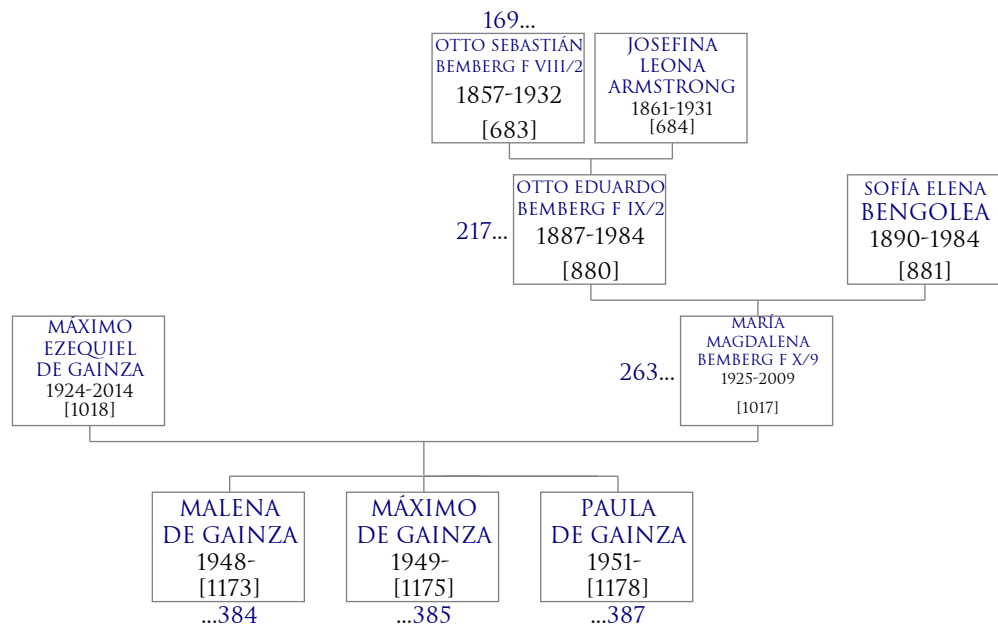 169...
OTTO SEBASTIÁN
BEMBERG F VIII/2
1857-1932
[683]
JOSEFINA
LEONA
ARMSTRONG
1861-1931
[684]
217...
OTTO EDUARDO
BEMBERG F IX/2
1887-1984
[880]
SOFÍA ELENA
BENGOLEA
1890-1984
[881]
MÁXIMO
EZEQUIEL
DE GAINZA
1924-2014
[1018]
263...
MARÍA
MAGDALENA
BEMBERG F X/9
1925-2009
[1017]
MALENA
DE GAINZA
1948-
[1173]
...384
MÁXIMO
DE GAINZA
1949-
[1175]
...385
PAULA
DE GAINZA
1951-
[1178]
...387